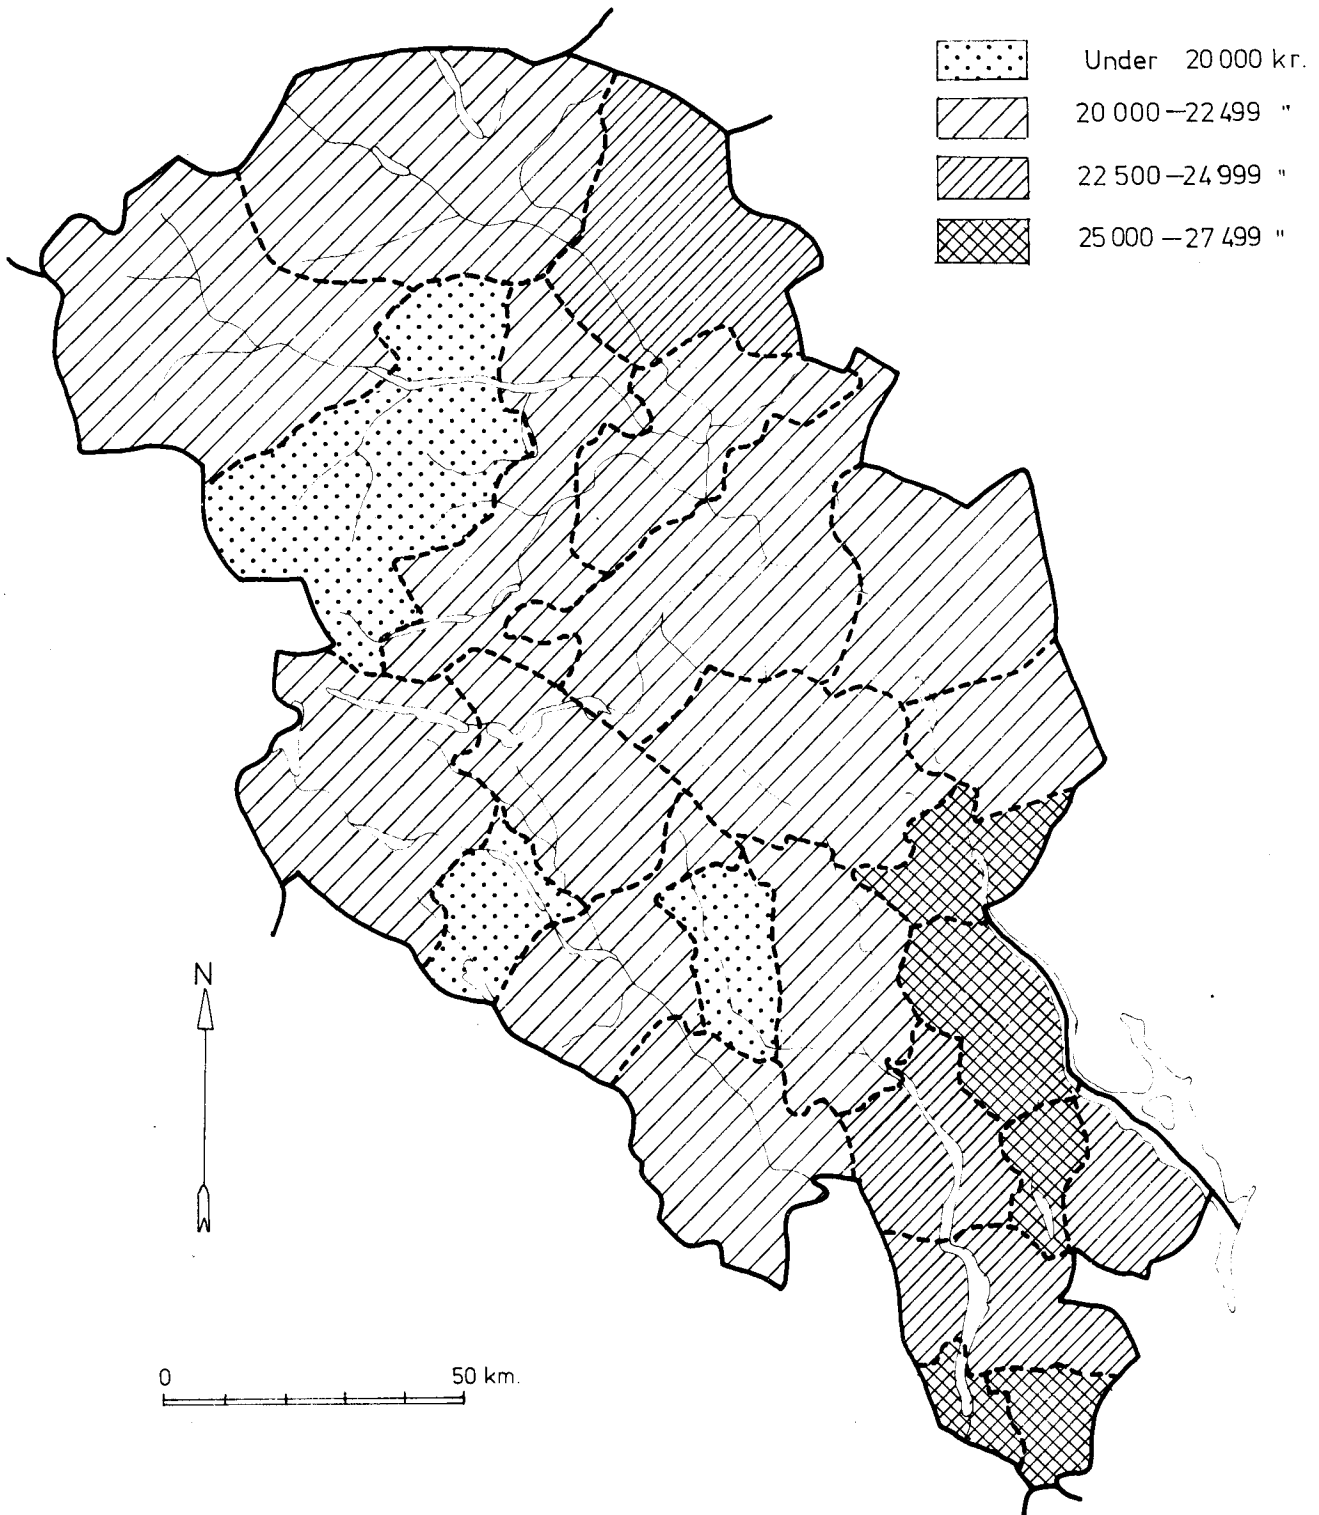 Under 20 000 kr.
20 000 – 22 499 "
22 500 – 24 999 "
25 000 – 27 499 "
N
0 50 km.